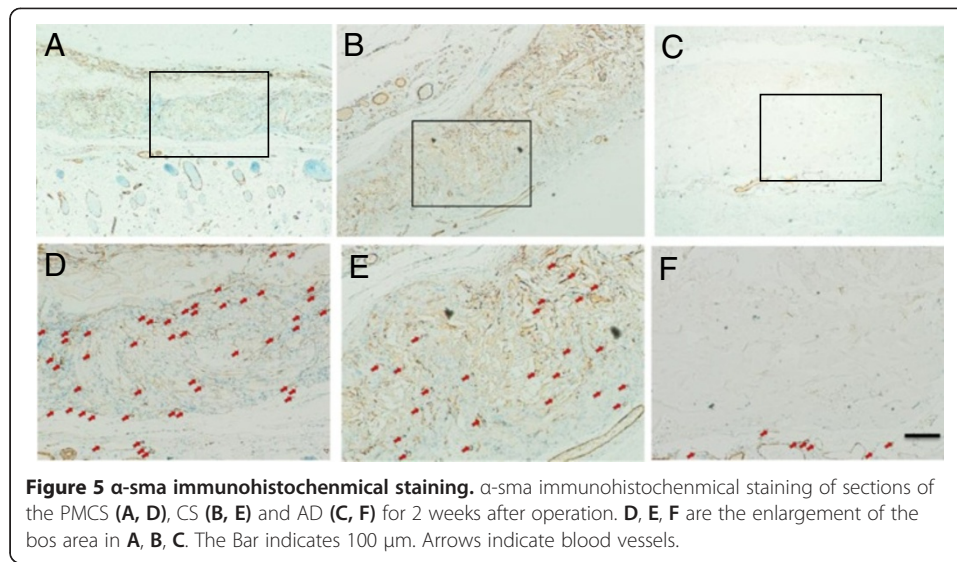 A
B
C
D
E
F
Figure 5 α-sma immunohistochenmical staining. α-sma immunohistochenmical staining of sections of
the PMCS (A, D), CS (B, E) and AD (C, F) for 2 weeks after operation. D, E, F are the enlargement of the
bos area in A, B, C. The Bar indicates 100 μm. Arrows indicate blood vessels.